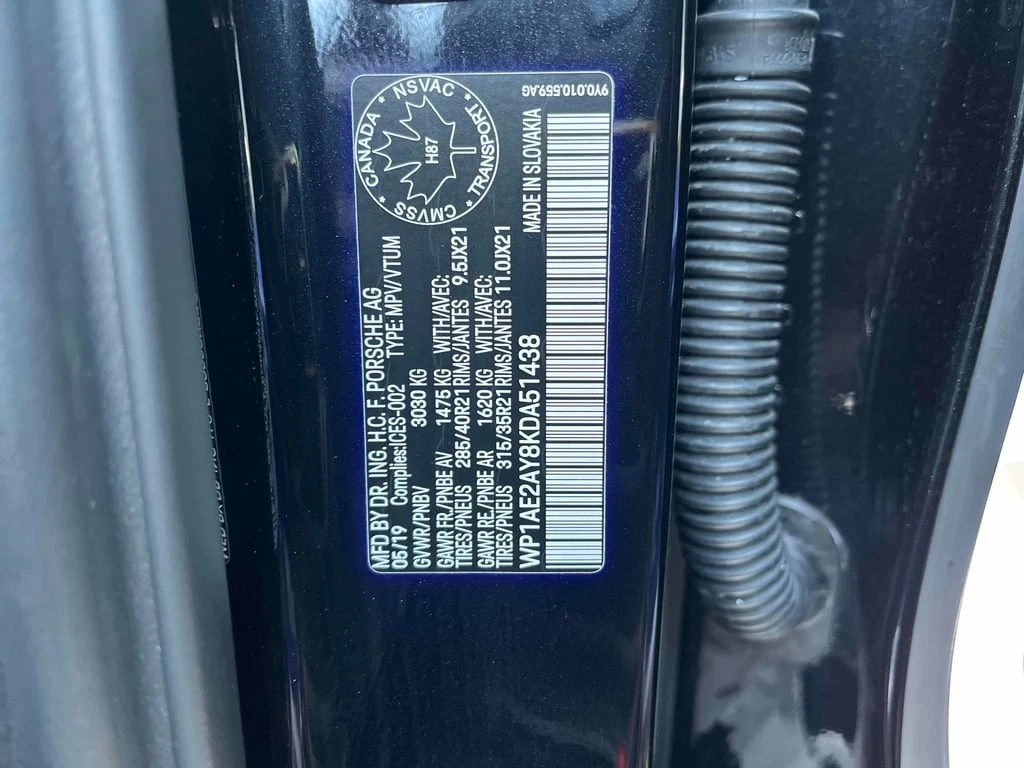 MFD BY DR. ING. H.C. F. PORSCHE AG
05/19 Complies:ICES-002 TYPE: MPV/VTUM
GVWR/PNBV 3030 KG
GAWR FR./PNBE AV 1475 KG WITH/AVEC:
TIRES/PNEUS 285/40R21 RIMS/JANTES 9.5JX21
GAWR RE./PNBE AR 1620 KG WITH/AVEC:
TIRES/PNEUS 315/35R21 RIMS/JANTES 11.0JX21
WP1AE2AY8KDA51438 MADE IN SLOVAKIA
CANADA * NSVAC * TRANSPORT * CMVSS *
H87
9Y0.010.559.AG